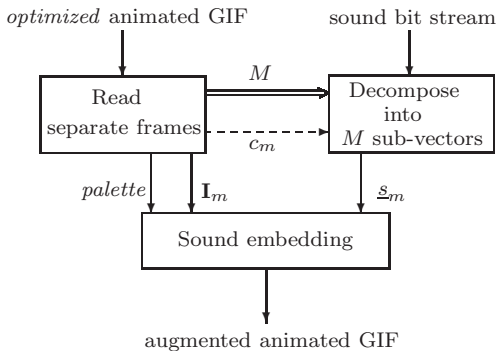 optimized animated GIF
sound bit stream
M
Read
separate frames
Decompose
into
M sub-vectors
c_m
palette
I_m
s_m
Sound embedding
augmented animated GIF